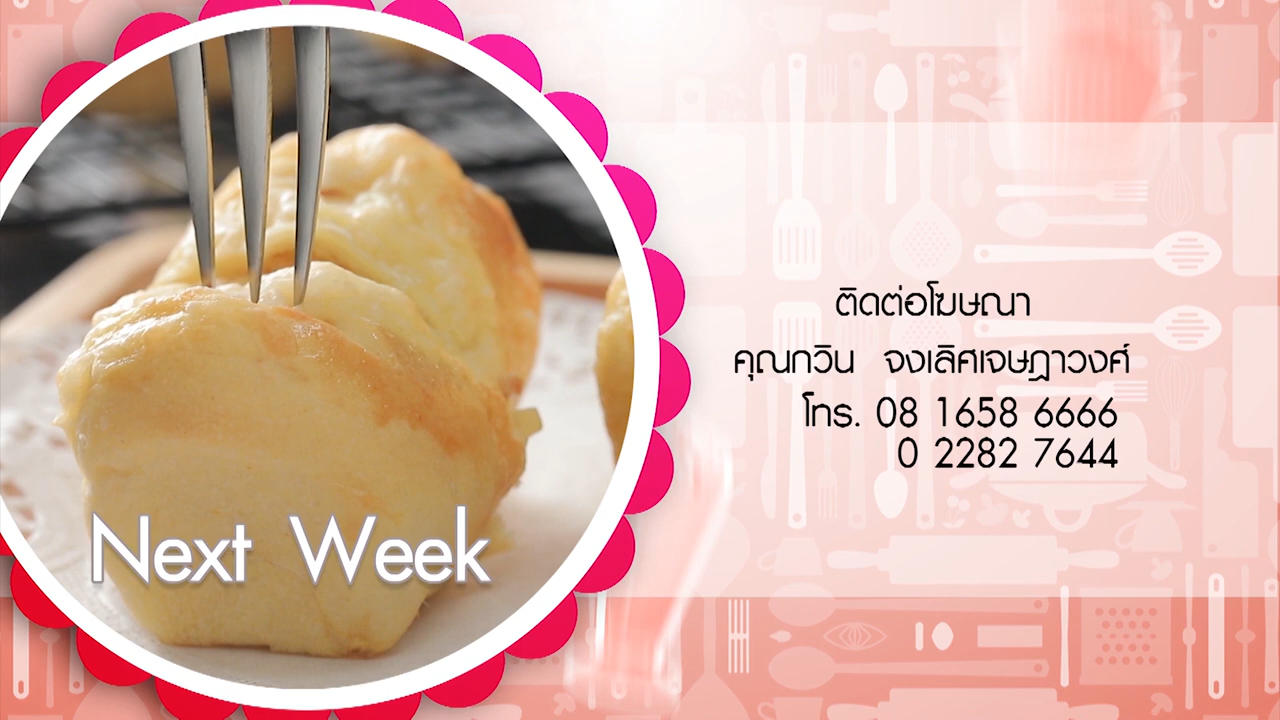 Next Week
ติดต่อโฆษณา
คุณกวิน จงเลิศเจษฎาวงศ์
โทร. 08 1658 6666
0 2282 7644